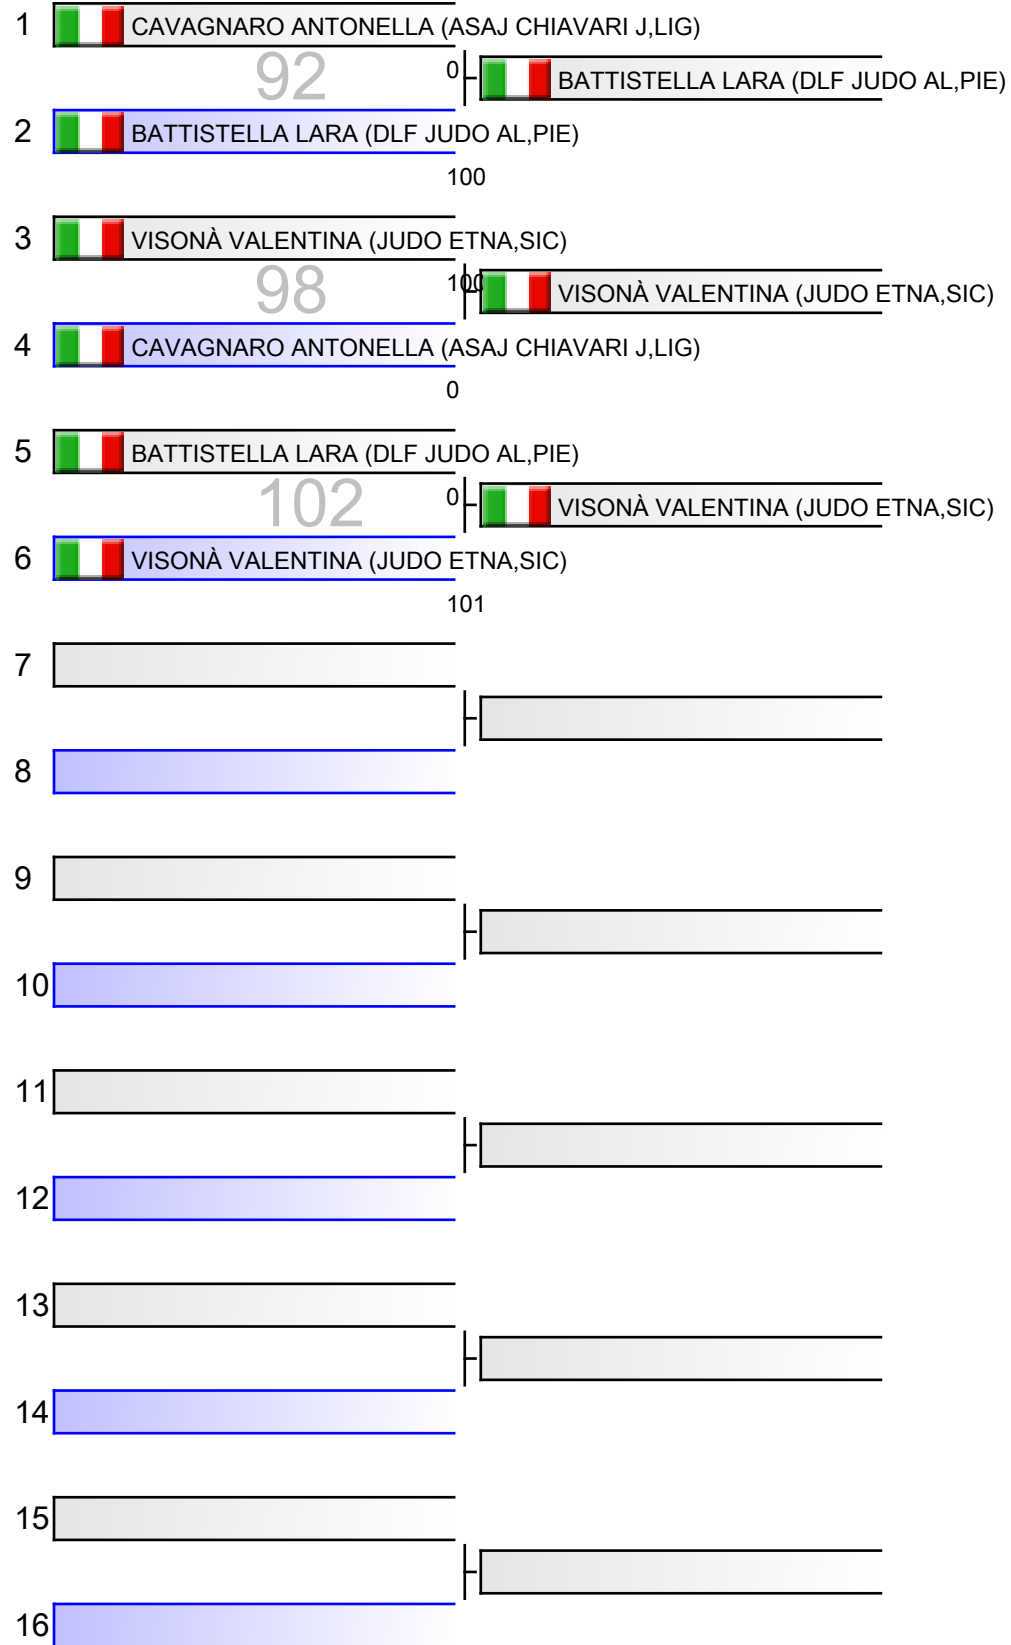 1 CAVAGNARO ANTONELLA (ASAJ CHIAVARI J,LIG)
92
0
BATTISTELLA LARA (DLF JUDO AL,PIE)
2 BATTISTELLA LARA (DLF JUDO AL,PIE)
100
3 VISONÀ VALENTINA (JUDO ETNA,SIC)
98
100
VISONÀ VALENTINA (JUDO ETNA,SIC)
4 CAVAGNARO ANTONELLA (ASAJ CHIAVARI J,LIG)
0
5 BATTISTELLA LARA (DLF JUDO AL,PIE)
102
0
VISONÀ VALENTINA (JUDO ETNA,SIC)
6 VISONÀ VALENTINA (JUDO ETNA,SIC)
101
7
8
9
10
11
12
13
14
15
16